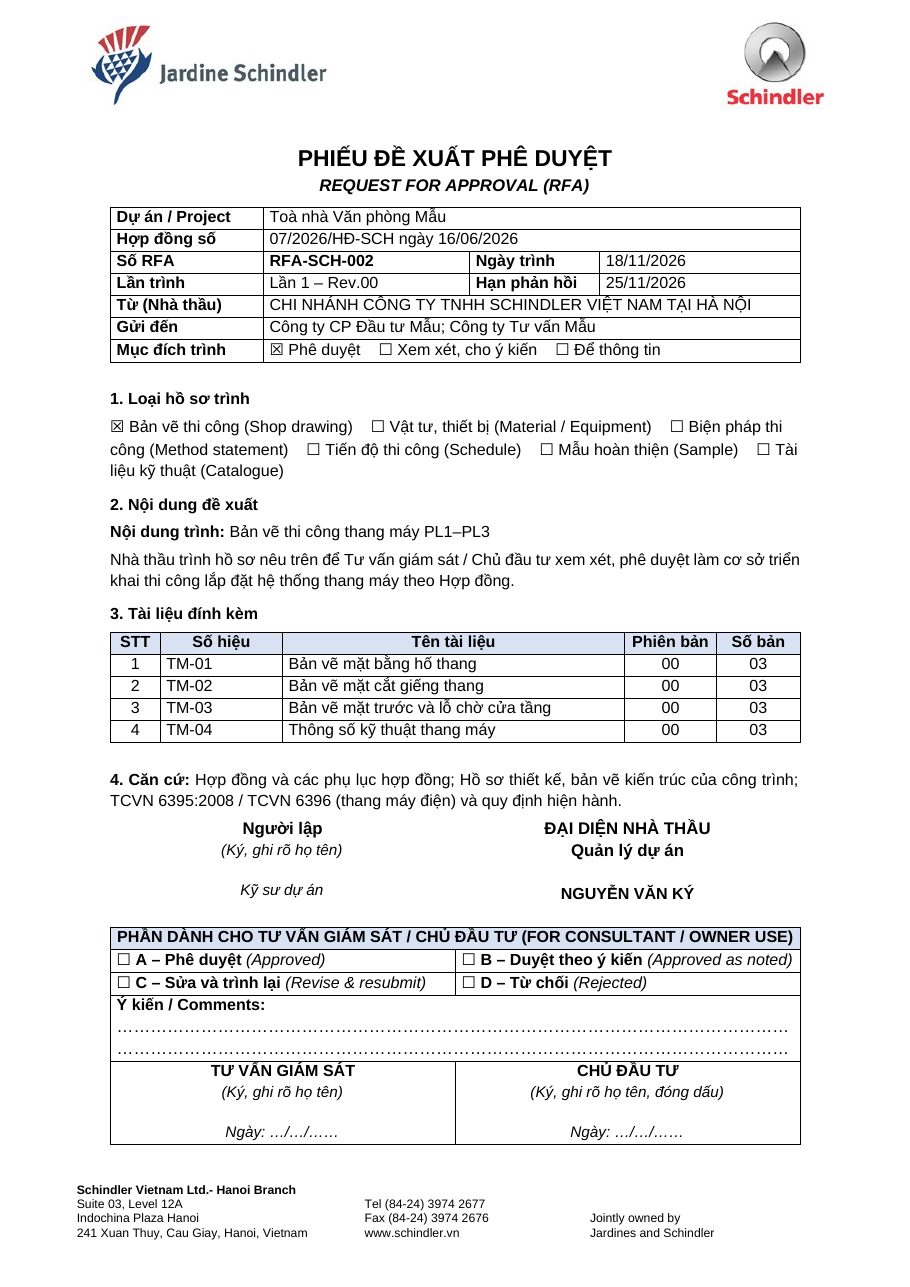 Jardine Schindler
Schindler
PHIẾU ĐỀ XUẤT PHÊ DUYỆT
REQUEST FOR APPROVAL (RFA)
Dự án / Project Toà nhà Văn phòng Mẫu
Hợp đồng số 07/2026/HĐ-SCH ngày 16/06/2026
Số RFA RFA-SCH-002 Ngày trình 18/11/2026
Lần trình Lần 1 – Rev.00 Hạn phản hồi 25/11/2026
Từ (Nhà thầu) CHI NHÁNH CÔNG TY TNHH SCHINDLER VIỆT NAM TẠI HÀ NỘI
Gửi đến Công ty CP Đầu tư Mẫu; Công ty Tư vấn Mẫu
Mục đích trình ☒ Phê duyệt ☐ Xem xét, cho ý kiến ☐ Để thông tin
1. Loại hồ sơ trình
☒ Bản vẽ thi công (Shop drawing) ☐ Vật tư, thiết bị (Material / Equipment) ☐ Biện pháp thi
công (Method statement) ☐ Tiến độ thi công (Schedule) ☐ Mẫu hoàn thiện (Sample) ☐ Tài
liệu kỹ thuật (Catalogue)
2. Nội dung đề xuất
Nội dung trình: Bản vẽ thi công thang máy PL1–PL3
Nhà thầu trình hồ sơ nêu trên để Tư vấn giám sát / Chủ đầu tư xem xét, phê duyệt làm cơ sở triển
khai thi công lắp đặt hệ thống thang máy theo Hợp đồng.
3. Tài liệu đính kèm
STT Số hiệu Tên tài liệu Phiên bản Số bản
1 TM-01 Bản vẽ mặt bằng hố thang 00 03
2 TM-02 Bản vẽ mặt cắt giếng thang 00 03
3 TM-03 Bản vẽ mặt trước và lỗ chờ cửa tầng 00 03
4 TM-04 Thông số kỹ thuật thang máy 00 03
4. Căn cứ: Hợp đồng và các phụ lục hợp đồng; Hồ sơ thiết kế, bản vẽ kiến trúc của công trình;
TCVN 6395:2008 / TCVN 6396 (thang máy điện) và quy định hiện hành.
Người lập ĐẠI DIỆN NHÀ THẦU
(Ký, ghi rõ họ tên) Quản lý dự án
Kỹ sư dự án NGUYỄN VĂN KÝ
PHẦN DÀNH CHO TƯ VẤN GIÁM SÁT / CHỦ ĐẦU TƯ (FOR CONSULTANT / OWNER USE)
☐ A – Phê duyệt (Approved) ☐ B – Duyệt theo ý kiến (Approved as noted)
☐ C – Sửa và trình lại (Revise & resubmit) ☐ D – Từ chối (Rejected)
Ý kiến / Comments:
……………………………………………………………………………………………………………
……………………………………………………………………………………………………………
TƯ VẤN GIÁM SÁT CHỦ ĐẦU TƯ
(Ký, ghi rõ họ tên) (Ký, ghi rõ họ tên, đóng dấu)
Ngày: …/…/…… Ngày: …/…/……
Schindler Vietnam Ltd.- Hanoi Branch
Suite 03, Level 12A Tel (84-24) 3974 2677
Indochina Plaza Hanoi Fax (84-24) 3974 2676 Jointly owned by
241 Xuan Thuy, Cau Giay, Hanoi, Vietnam www.schindler.vn Jardines and Schindler